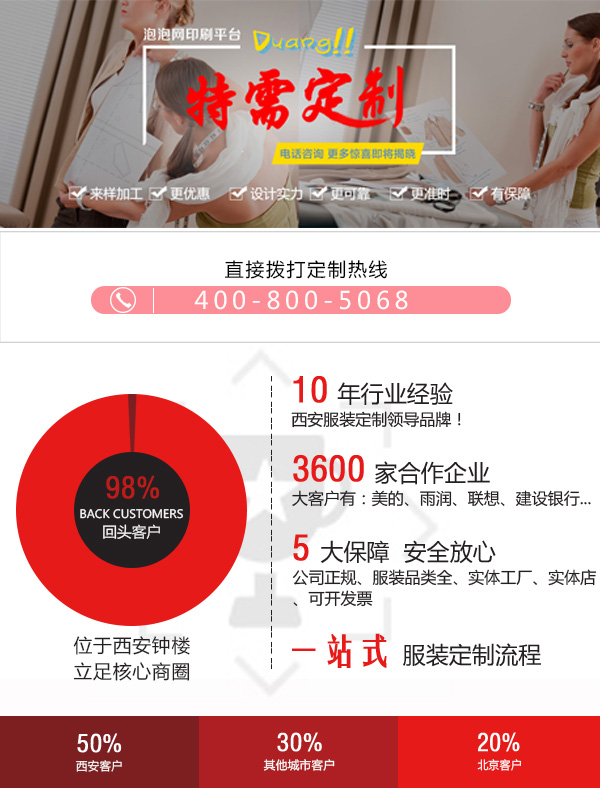 泡泡网印刷平台
Duang!!
特需定制
电话咨询 更多惊喜即将揭晓
来样加工 更优惠 设计实力 更可靠 更准时 有保障
直接拨打定制热线
400-800-5068
98%
BACK CUSTOMERS
回头客户
位于西安钟楼
立足核心商圈
10 年行业经验
西安服装定制领导品牌！
3600 家合作企业
大客户有：美的、雨润、联想、建设银行...
5 大保障 安全放心
公司正规、服装品类全、实体工厂、实体店
、可开发票
一站式 服装定制流程
50%
西安客户
30%
其他城市客户
20%
北京客户